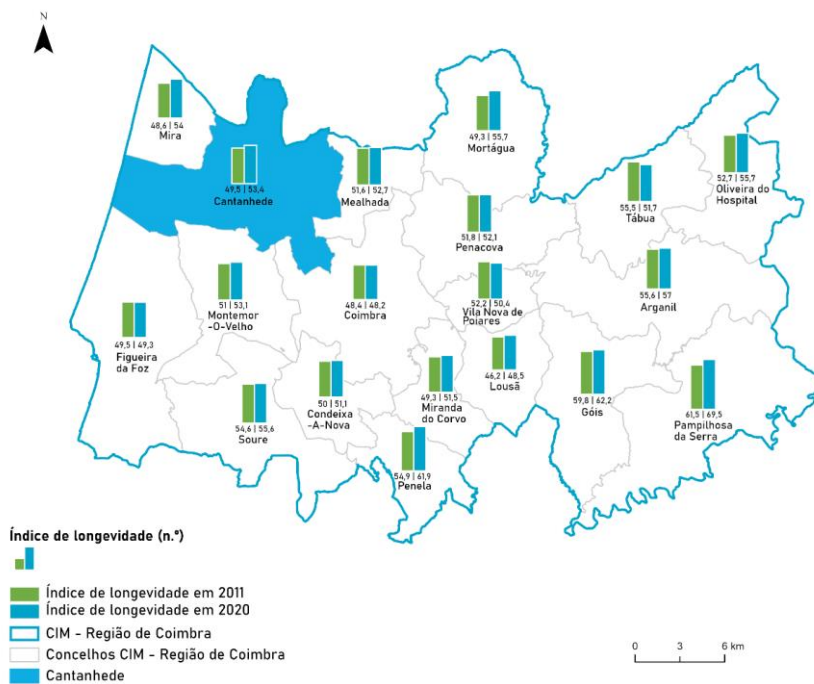 N
48,6 | 54
Mira
49,5 | 53,4
Cantanhede
51,6 | 52,7
Mealhada
49,3 | 55,7
Mortágua
52,7 | 55,7
Oliveira do
Hospital
55,5 | 51,7
Tábua
51,8 | 52,1
Penacova
51 | 53,1
Montemor
-O-Velho
48,4 | 48,2
Coimbra
52,2 | 50,4
Vila Nova de
Poiares
55,6 | 57
Arganil
49,5 | 49,3
Figueira
da Foz
54,6 | 55,6
Soure
50 | 51,1
Condeixa
-A-Nova
49,3 | 51,5
Miranda
do Corvo
46,2 | 48,5
Lousã
59,8 | 62,2
Góis
61,5 | 69,5
Pampilhosa
da Serra
54,9 | 61,9
Penela
Índice de longevidade (n.º)
Índice de longevidade em 2011
Índice de longevidade em 2020
CIM - Região de Coimbra
Concelhos CIM - Região de Coimbra
Cantanhede
0 3 6 km